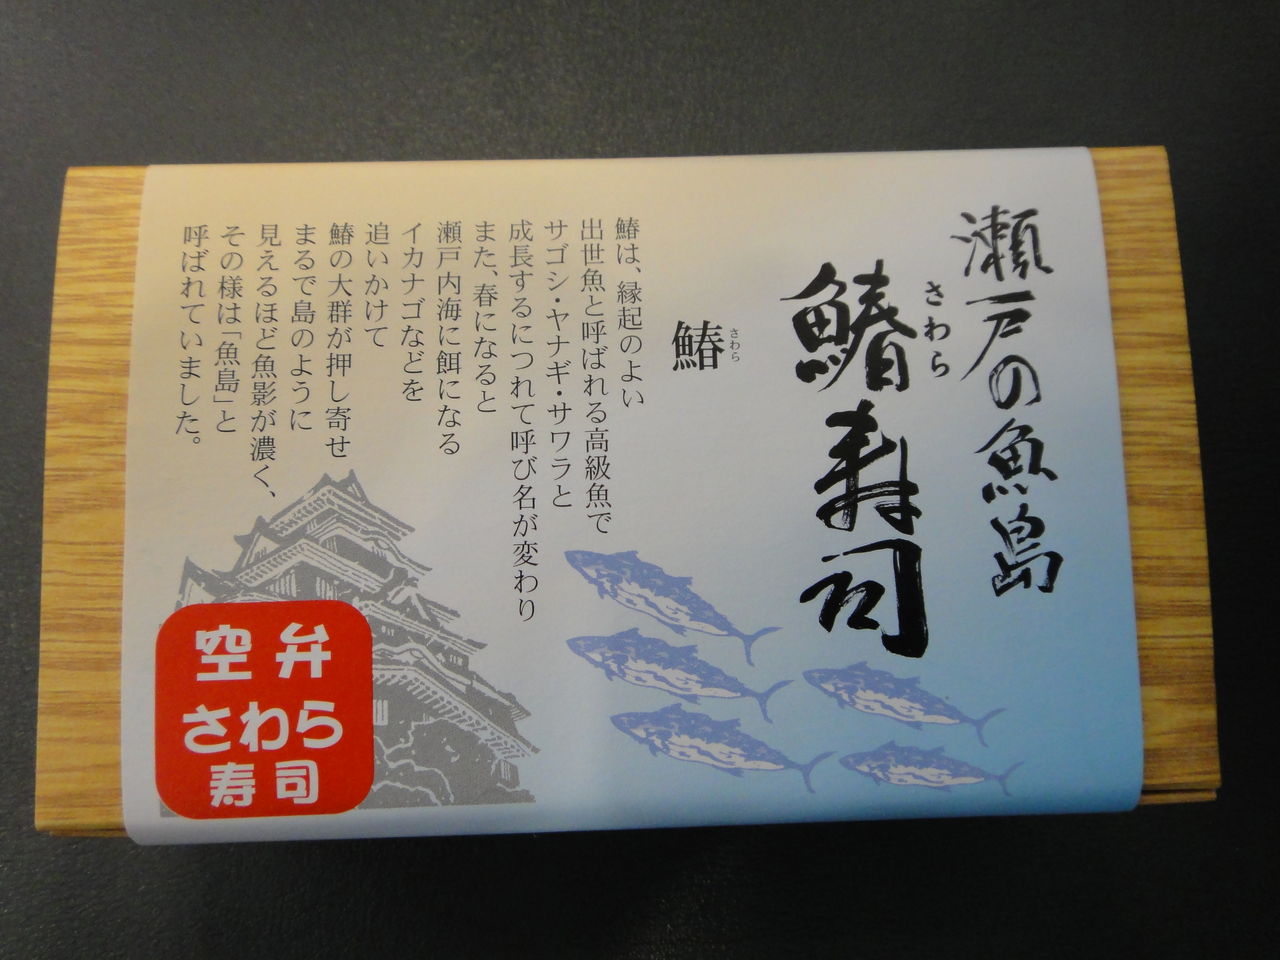 瀬戸の魚島
さわら
鰆寿司
さわら
鰆
鰆は、縁起のよい
出世魚と呼ばれる高級魚で
サゴシ・ヤナギ・サワラと
成長するにつれて呼び名が変わり
また、春になると
瀬戸内海に餌になる
イカナゴなどを
追いかけて
鰆の大群が押し寄せ
まるで島のように
見えるほど魚影が濃く、
その様は「魚島」と
呼ばれていました。
空弁
さわら
寿司